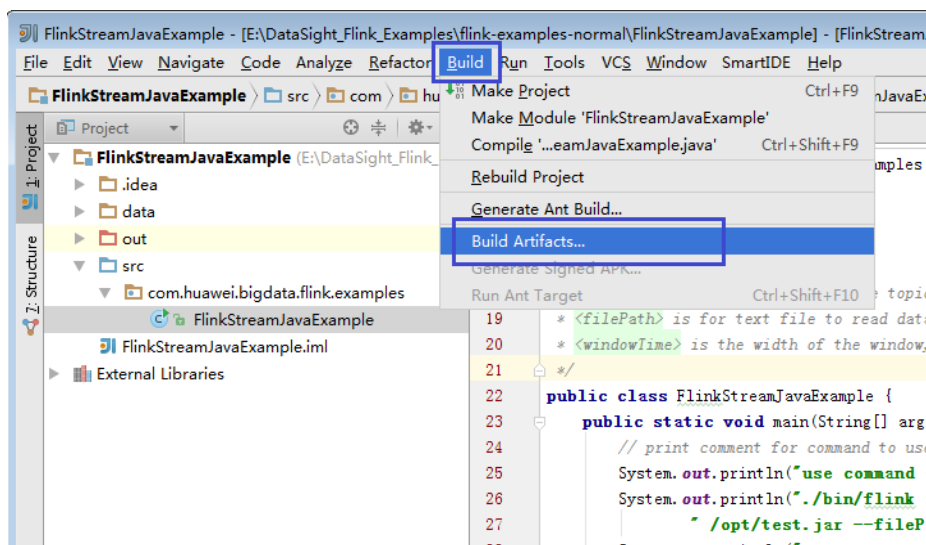 FlinkStreamJavaExample - [E:\DataSight_Flink_Examples\flink-examples-normal\FlinkStreamJavaExample] - [FlinkStream
File Edit View Navigate Code Analyze Refactor Build Run Tools VCS Window SmartIDE Help
FlinkStreamJavaExample src com hu
Make Project Ctrl+F9
Make Module 'FlinkStreamJavaExample'
Compile '...eamJavaExample.java' Ctrl+Shift+F9
Rebuild Project
Generate Ant Build...
Build Artifacts...
Generate Signed APK...
Run Ant Target Ctrl+Shift+F10
1: Project
7: Structure
Project
FlinkStreamJavaExample (E:\DataSight_Flink_
.idea
data
out
src
com.huawei.bigdata.flink.examples
FlinkStreamJavaExample
FlinkStreamJavaExample.iml
External Libraries
19 * <filePath> is for text file to read data
20 * <windowTime> is the width of the window,
21 */
22 public class FlinkStreamJavaExample {
23 public static void main(String[] arg
24 // print comment for command to use
25 System.out.println("use command
26 System.out.println("./bin/flink
27 " /opt/test.jar --fileP